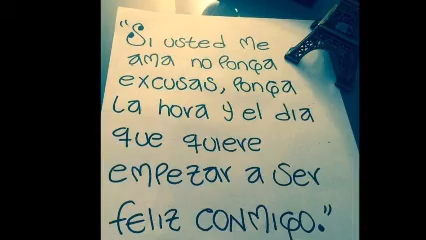 "Si usted me
ama no ponga
excusas, ponga
la hora y el dia
que quiere
empezar a ser
feliz conmigo."